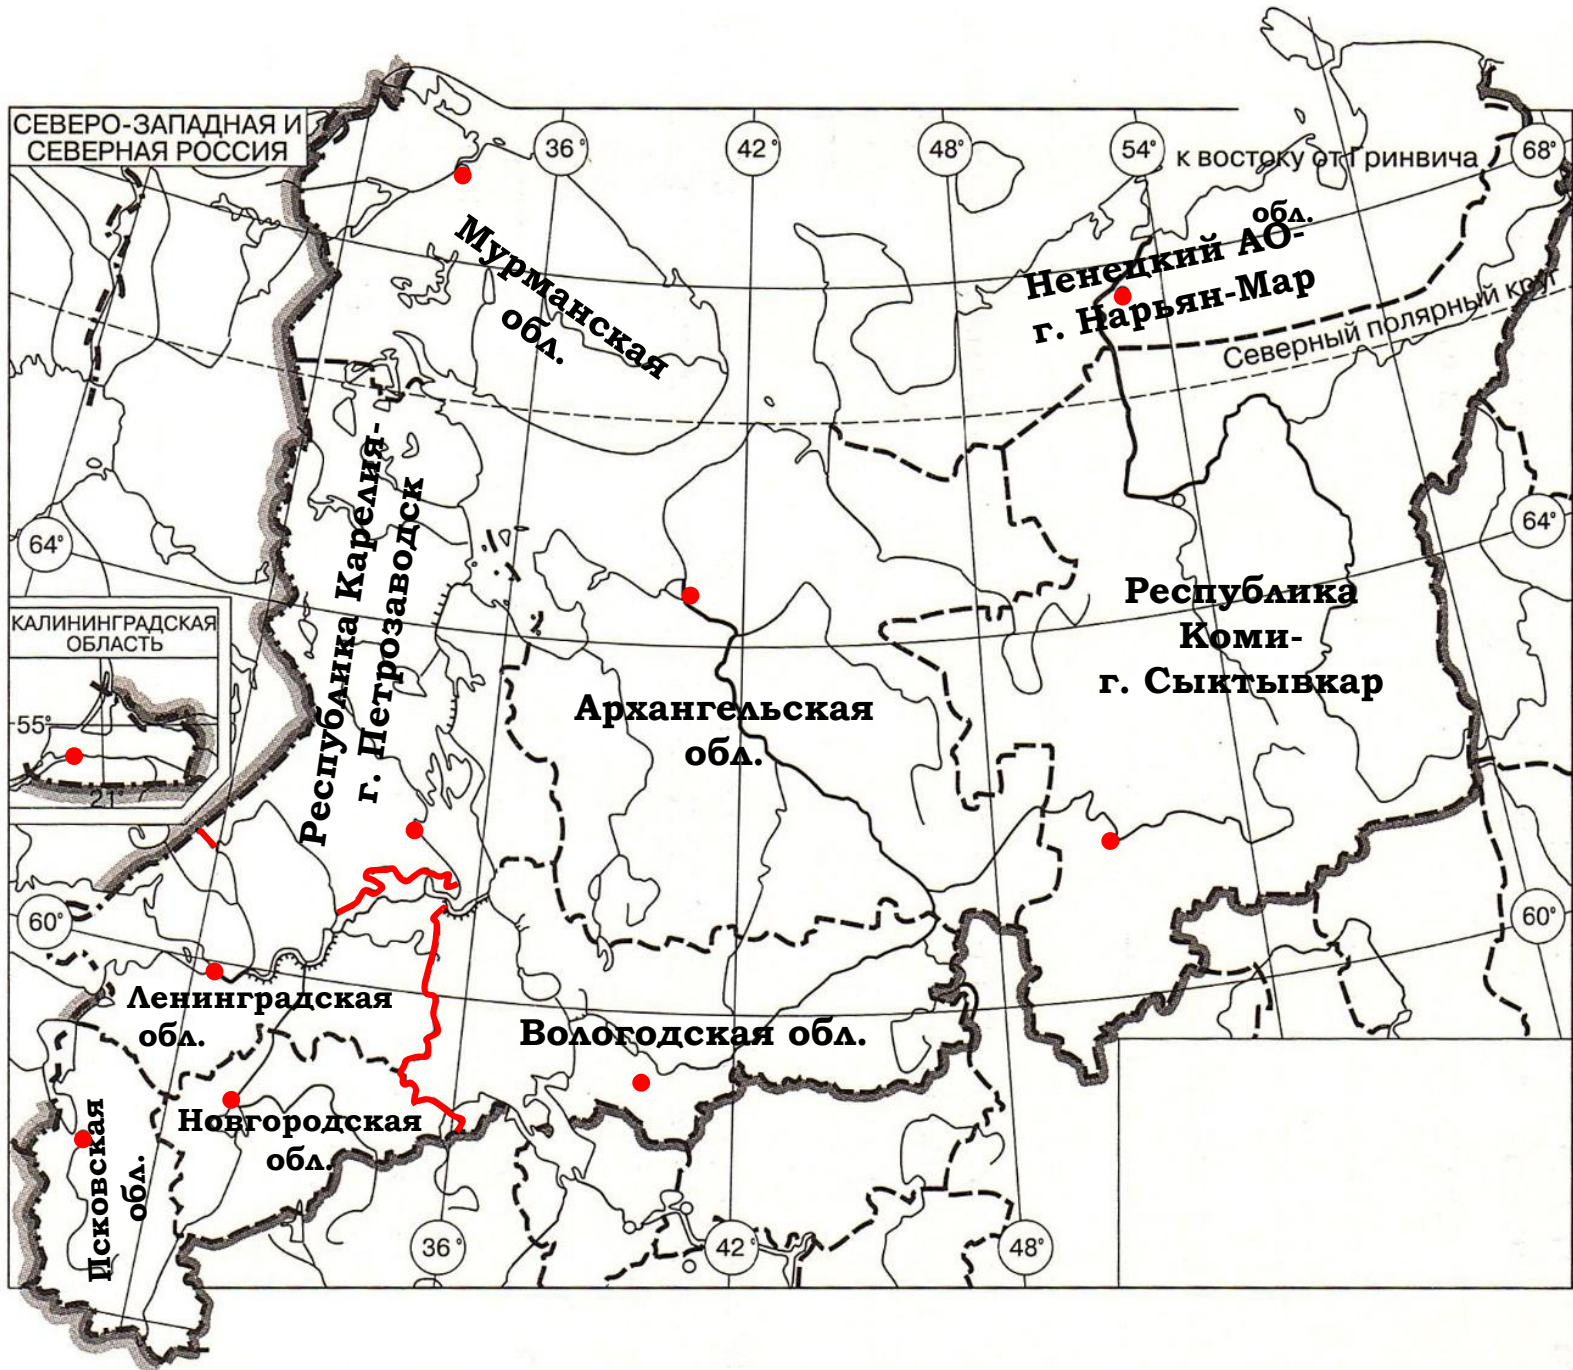 СЕВЕРО-ЗАПАДНАЯ И
СЕВЕРНАЯ РОССИЯ
36°
42°
48°
54°
к востоку от Гринвича
68°
Мурманская
обл.
обл.
Ненецкий АО-
г. Нарьян-Мар
Северный полярный круг
Республика Карелия-
г. Петрозаводск
64°
64°
КАЛИНИНГРАДСКАЯ
ОБЛАСТЬ
55°
21°
Республика
Коми-
г. Сыктывкар
Архангельская
обл.
60°
60°
Ленинградская
обл.
Вологодская обл.
Новгородская
обл.
Псковская
обл.
36°
42°
48°